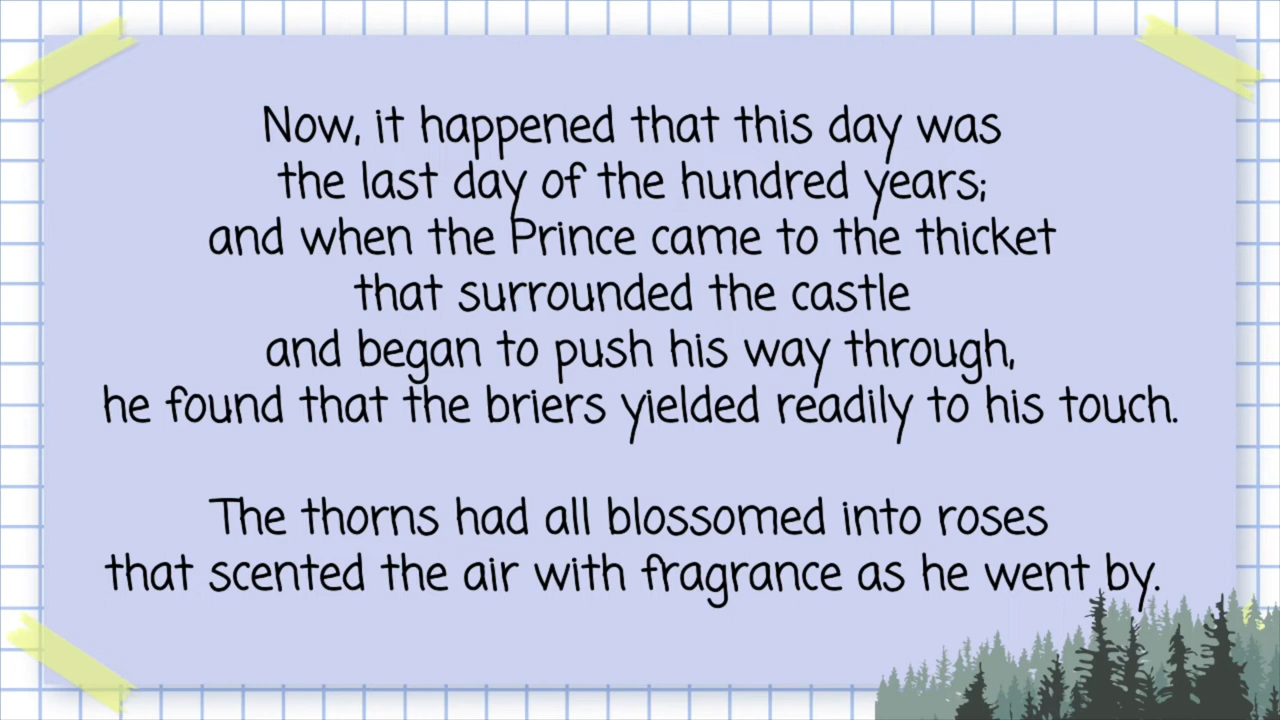 Now, it happened that this day was
the last day of the hundred years;
and when the Prince came to the thicket
that surrounded the castle
and began to push his way through,
he found that the briers yielded readily to his touch.
The thorns had all blossomed into roses
that scented the air with fragrance as he went by.